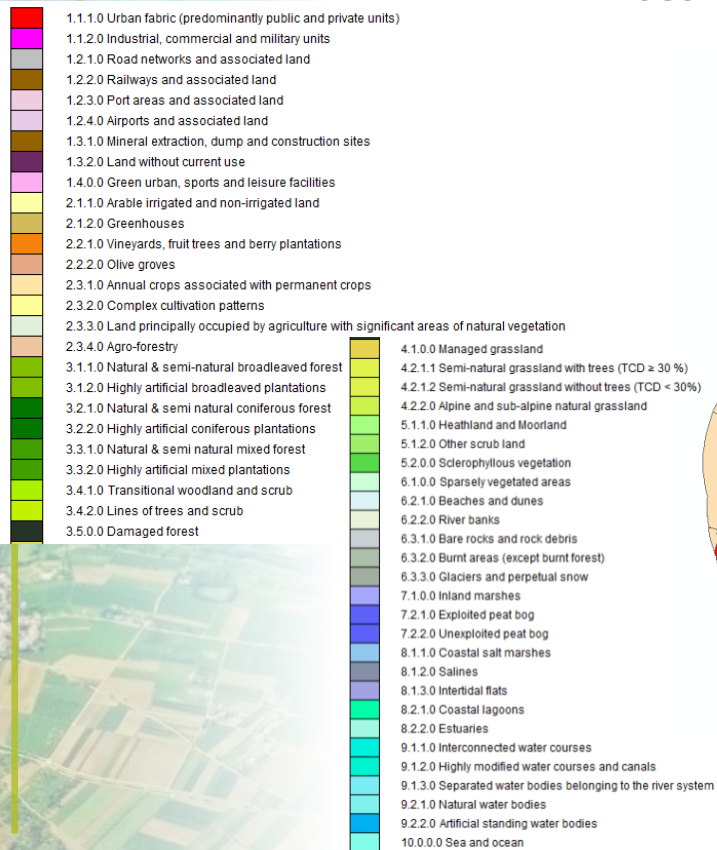 1.1.1.0 Urban fabric (predominantly public and private units)
1.1.2.0 Industrial, commercial and military units
1.2.1.0 Road networks and associated land
1.2.2.0 Railways and associated land
1.2.3.0 Port areas and associated land
1.2.4.0 Airports and associated land
1.3.1.0 Mineral extraction, dump and construction sites
1.3.2.0 Land without current use
1.4.0.0 Green urban, sports and leisure facilities
2.1.1.0 Arable irrigated and non-irrigated land
2.1.2.0 Greenhouses
2.2.1.0 Vineyards, fruit trees and berry plantations
2.2.2.0 Olive groves
2.3.1.0 Annual crops associated with permanent crops
2.3.2.0 Complex cultivation patterns
2.3.3.0 Land principally occupied by agriculture with significant areas of natural vegetation
2.3.4.0 Agro-forestry
3.1.1.0 Natural & semi-natural broadleaved forest
3.1.2.0 Highly artificial broadleaved plantations
3.2.1.0 Natural & semi natural coniferous forest
3.2.2.0 Highly artificial coniferous plantations
3.3.1.0 Natural & semi natural mixed forest
3.3.2.0 Highly artificial mixed plantations
3.4.1.0 Transitional woodland and scrub
3.4.2.0 Lines of trees and scrub
3.5.0.0 Damaged forest
4.1.0.0 Managed grassland
4.2.1.1 Semi-natural grassland with trees (TCD ≥ 30 %)
4.2.1.2 Semi-natural grassland without trees (TCD < 30%)
4.2.2.0 Alpine and sub-alpine natural grassland
5.1.1.0 Heathland and Moorland
5.1.2.0 Other scrub land
5.2.0.0 Sclerophyllous vegetation
6.1.0.0 Sparsely vegetated areas
6.2.1.0 Beaches and dunes
6.2.2.0 River banks
6.3.1.0 Bare rocks and rock debris
6.3.2.0 Burnt areas (except burnt forest)
6.3.3.0 Glaciers and perpetual snow
7.1.0.0 Inland marshes
7.2.1.0 Exploited peat bog
7.2.2.0 Unexploited peat bog
8.1.1.0 Coastal salt marshes
8.1.2.0 Salines
8.1.3.0 Intertidal flats
8.2.1.0 Coastal lagoons
8.2.2.0 Estuaries
9.1.1.0 Interconnected water courses
9.1.2.0 Highly modified water courses and canals
9.1.3.0 Separated water bodies belonging to the river system
9.2.1.0 Natural water bodies
9.2.2.0 Artificial standing water bodies
10.0.0.0 Sea and ocean